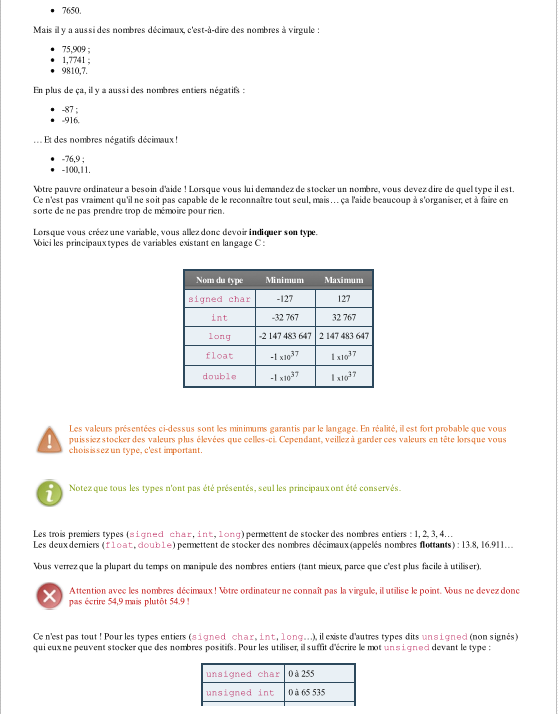 7650.
Mais il y a aussi des nombres décimaux, c'est-à-dire des nombres à virgule :
75,909 ;
1,7741 ;
9810,7.
En plus de ça, il y a aussi des nombres entiers négatifs :
-87 ;
-916.
… Et des nombres négatifs décimaux !
-76,9 ;
-100,11.
Votre pauvre ordinateur a besoin d'aide ! Lorsque vous lui demandez de stocker un nombre, vous devez dire de quel type il est.
Ce n'est pas vraiment qu'il ne soit pas capable de le reconnaître tout seul, mais… ça l'aide beaucoup à s'organiser, et à faire en
sorte de ne pas prendre trop de mémoire pour rien.
Lorsque vous créez une variable, vous allez donc devoir indiquer son type.
Voici les principaux types de variables existant en langage C :
Nom du type Minimum Maximum
signed char -127 127
int -32 767 32 767
long -2 147 483 647 2 147 483 647
float -1 x10^37 1 x10^37
double -1 x10^37 1 x10^37
Les valeurs présentées ci-dessus sont les minimums garantis par le langage. En réalité, il est fort probable que vous
puissiez stocker des valeurs plus élevées que celles-ci. Cependant, veillez à garder ces valeurs en tête lorsque vous
choisissez un type, c'est important.
Notez que tous les types n'ont pas été présentés, seul les principaux ont été conservés.
Les trois premiers types (signed char, int, long) permettent de stocker des nombres entiers : 1, 2, 3, 4…
Les deux derniers (float, double) permettent de stocker des nombres décimaux (appelés nombres flottants) : 13.8, 16.911…
Vous verrez que la plupart du temps on manipule des nombres entiers (tant mieux, parce que c'est plus facile à utiliser).
Attention avec les nombres décimaux ! Votre ordinateur ne connaît pas la virgule, il utilise le point. Vous ne devez donc
pas écrire 54,9 mais plutôt 54.9 !
Ce n'est pas tout ! Pour les types entiers (signed char, int, long…), il existe d'autres types dits unsigned (non signés)
qui eux ne peuvent stocker que des nombres positifs. Pour les utiliser, il suffit d'écrire le mot unsigned devant le type :
unsigned char 0 à 255
unsigned int 0 à 65 535